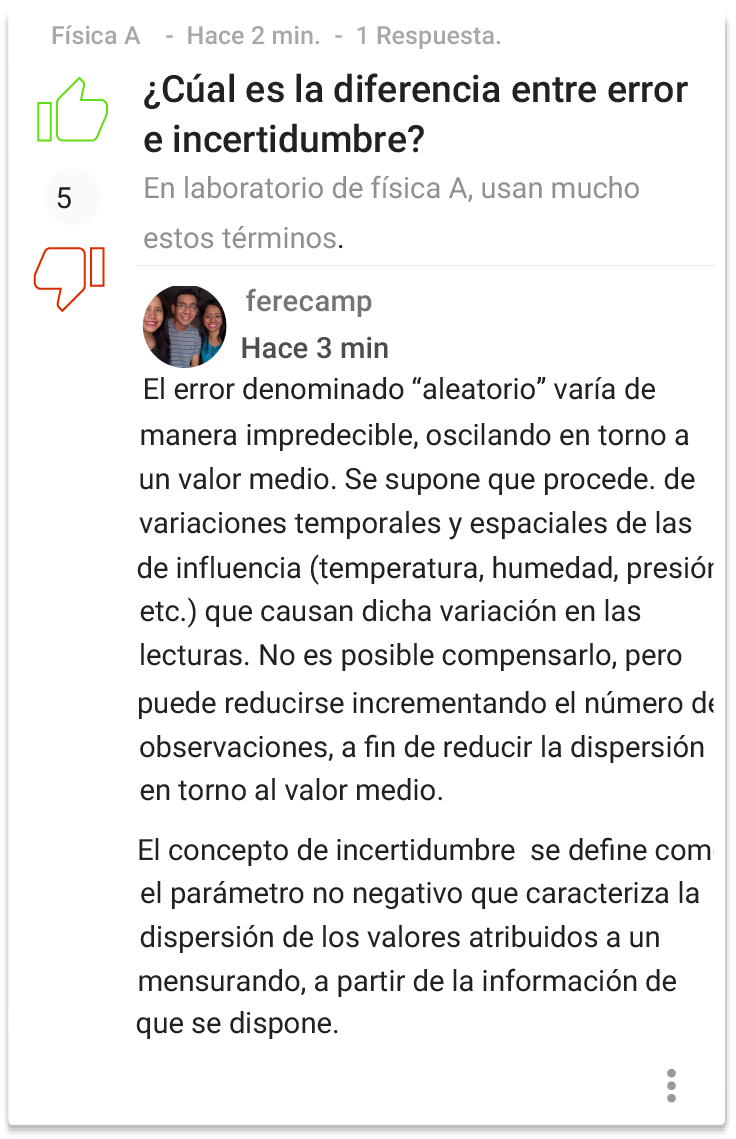 Física A - Hace 2 min. - 1 Respuesta.
¿Cúal es la diferencia entre error
e incertidumbre?
5
En laboratorio de física A, usan mucho
estos términos.
ferecamp
Hace 3 min
El error denominado “aleatorio” varía de
manera impredecible, oscilando en torno a
un valor medio. Se supone que procede. de
variaciones temporales y espaciales de las
de influencia (temperatura, humedad, presión
etc.) que causan dicha variación en las
lecturas. No es posible compensarlo, pero
puede reducirse incrementando el número de
observaciones, a fin de reducir la dispersión
en torno al valor medio.
El concepto de incertidumbre se define com
el parámetro no negativo que caracteriza la
dispersión de los valores atribuidos a un
mensurando, a partir de la información de
que se dispone.